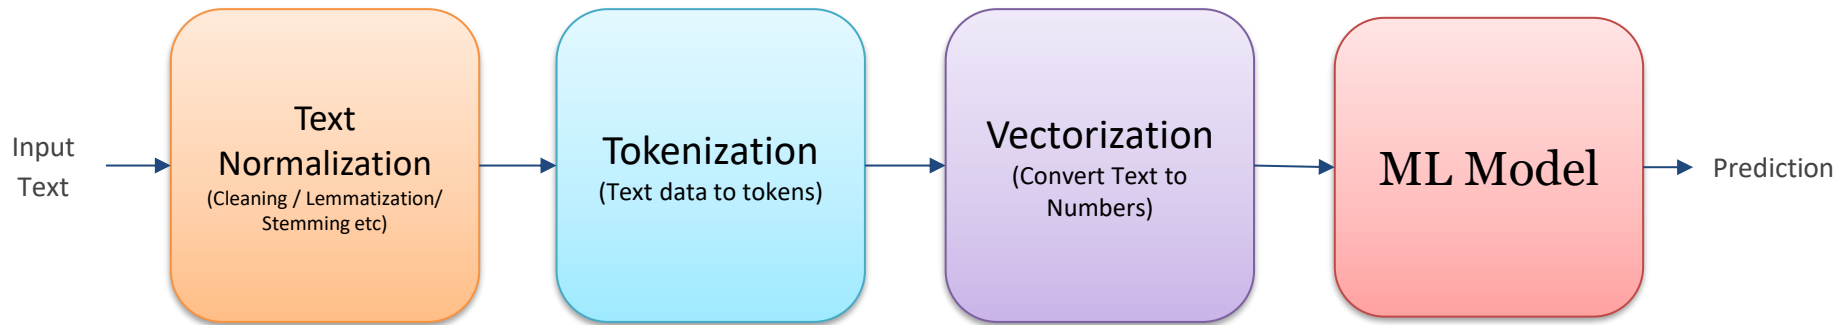 Input
Text
Text
Normalization
(Cleaning / Lemmatization/
Stemming etc)
Tokenization
(Text data to tokens)
Vectorization
(Convert Text to
Numbers)
ML Model
Prediction